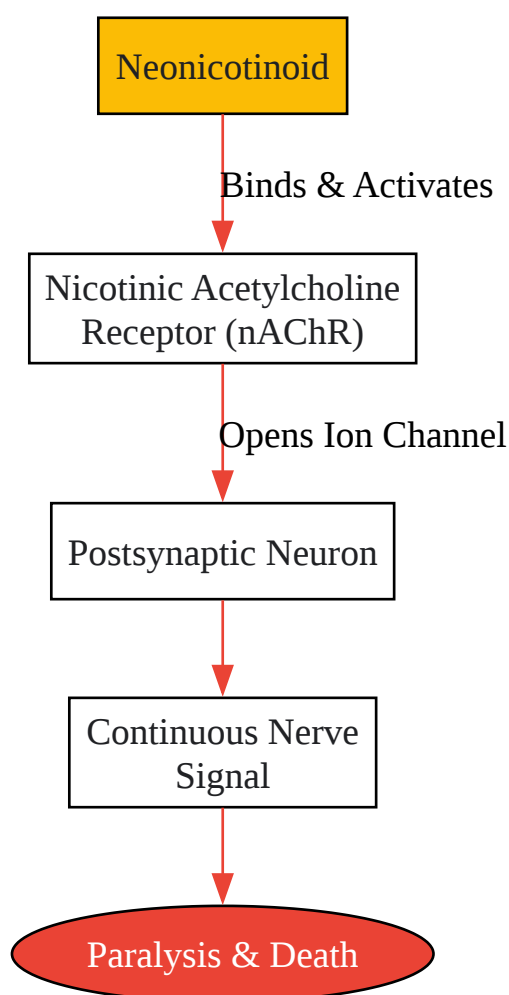 Neonicotinoid
Binds & Activates
Nicotinic Acetylcholine
Receptor (nAChR)
Opens Ion Channel
Postsynaptic Neuron
Continuous Nerve
Signal
Paralysis & Death